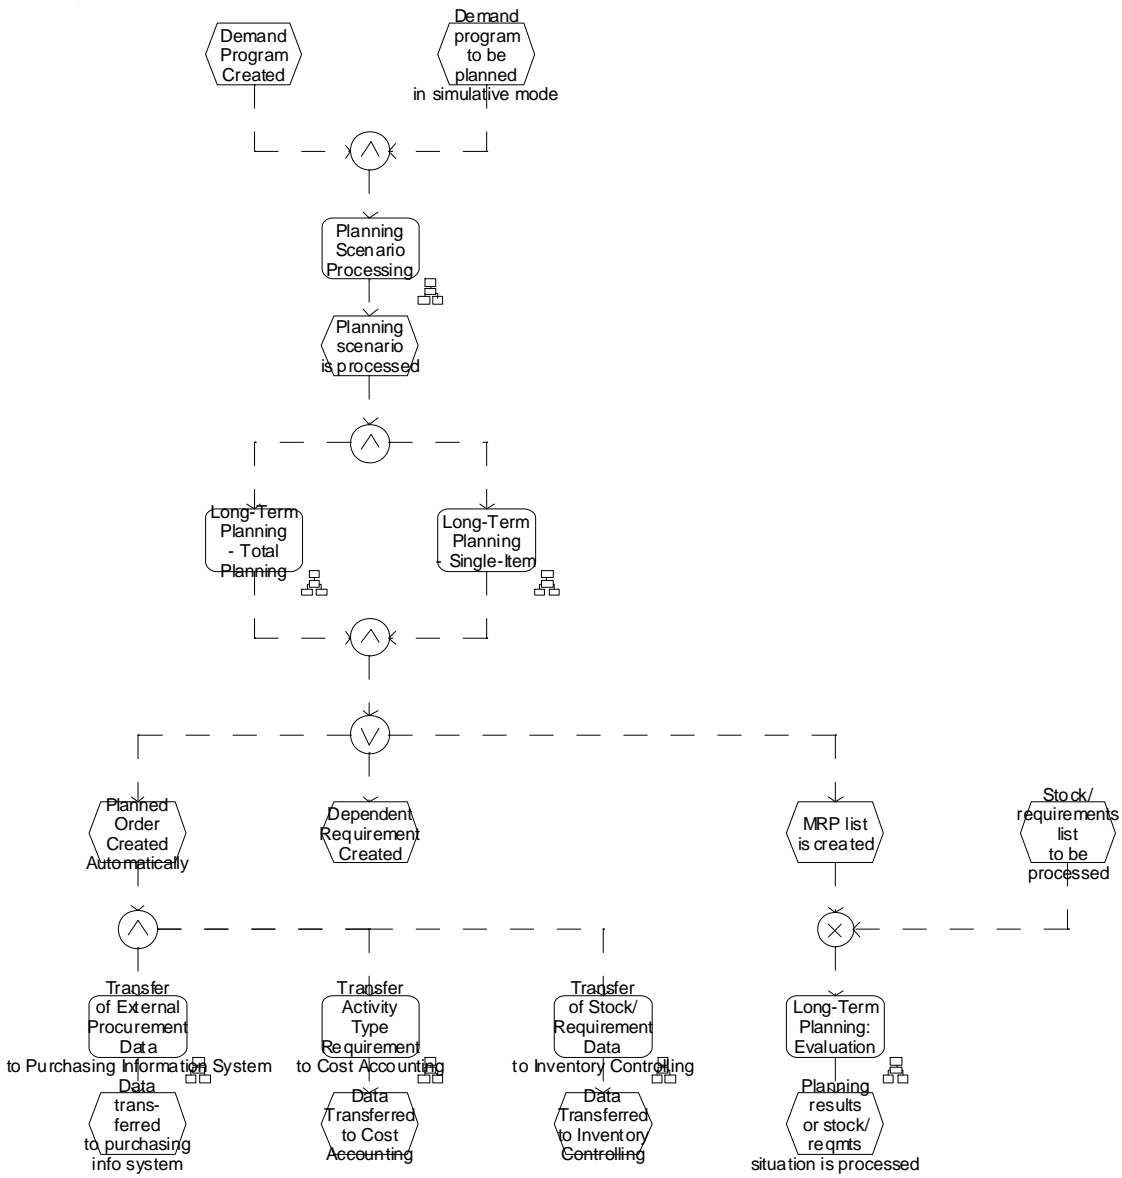 Demand
Program
Created
Demand
program
to be
planned
in simulative mode
Planning
Scenario
Processing
Planning
scenario
is processed
Long-Term
Planning
- Total
Planning
Long-Term
Planning
- Single-Item
Planned
Order
Created
Automatically
Dependent
Requirement
Created
MRP list
is created
Stock/
requirements
list
to be
processed
Transfer
of External
Procurement
Data
to Purchasing Information System
Transfer
Activity
Type
Requirement
to Cost Accounting
Transfer
of Stock/
Requirement
Data
to Inventory Controlling
Long-Term
Planning:
Evaluation
Data
trans-
ferred
to purchasing
info system
Data
Transferred
to Cost
Accounting
Data
Transferred
to Inventory
Controlling
Planning
results
or stock/
reqmts
situation is processed